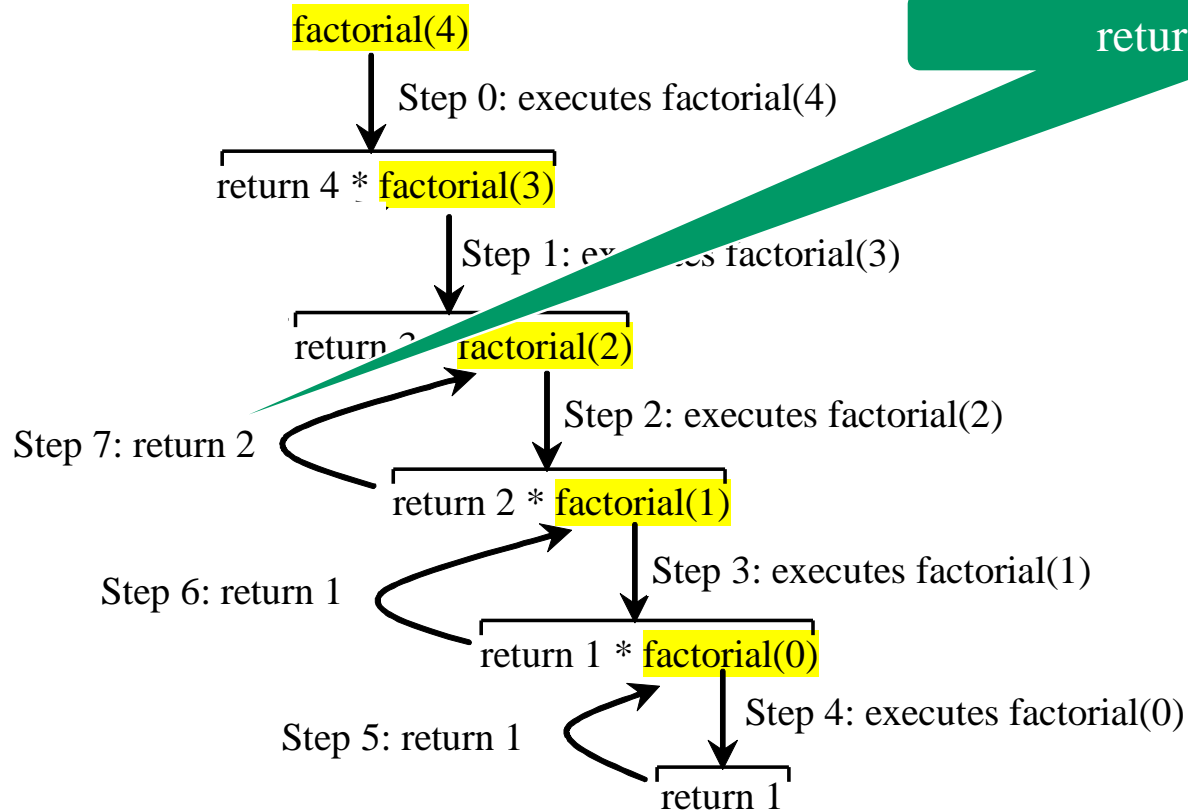 factorial(4)
retur
Step 0: executes factorial(4)
return 4 * factorial(3)
Step 1: factorial(3)
return factorial(2)
Step 2: executes factorial(2)
Step 7: return 2
return 2 * factorial(1)
Step 3: executes factorial(1)
Step 6: return 1
return 1 * factorial(0)
Step 4: executes factorial(0)
Step 5: return 1
return 1